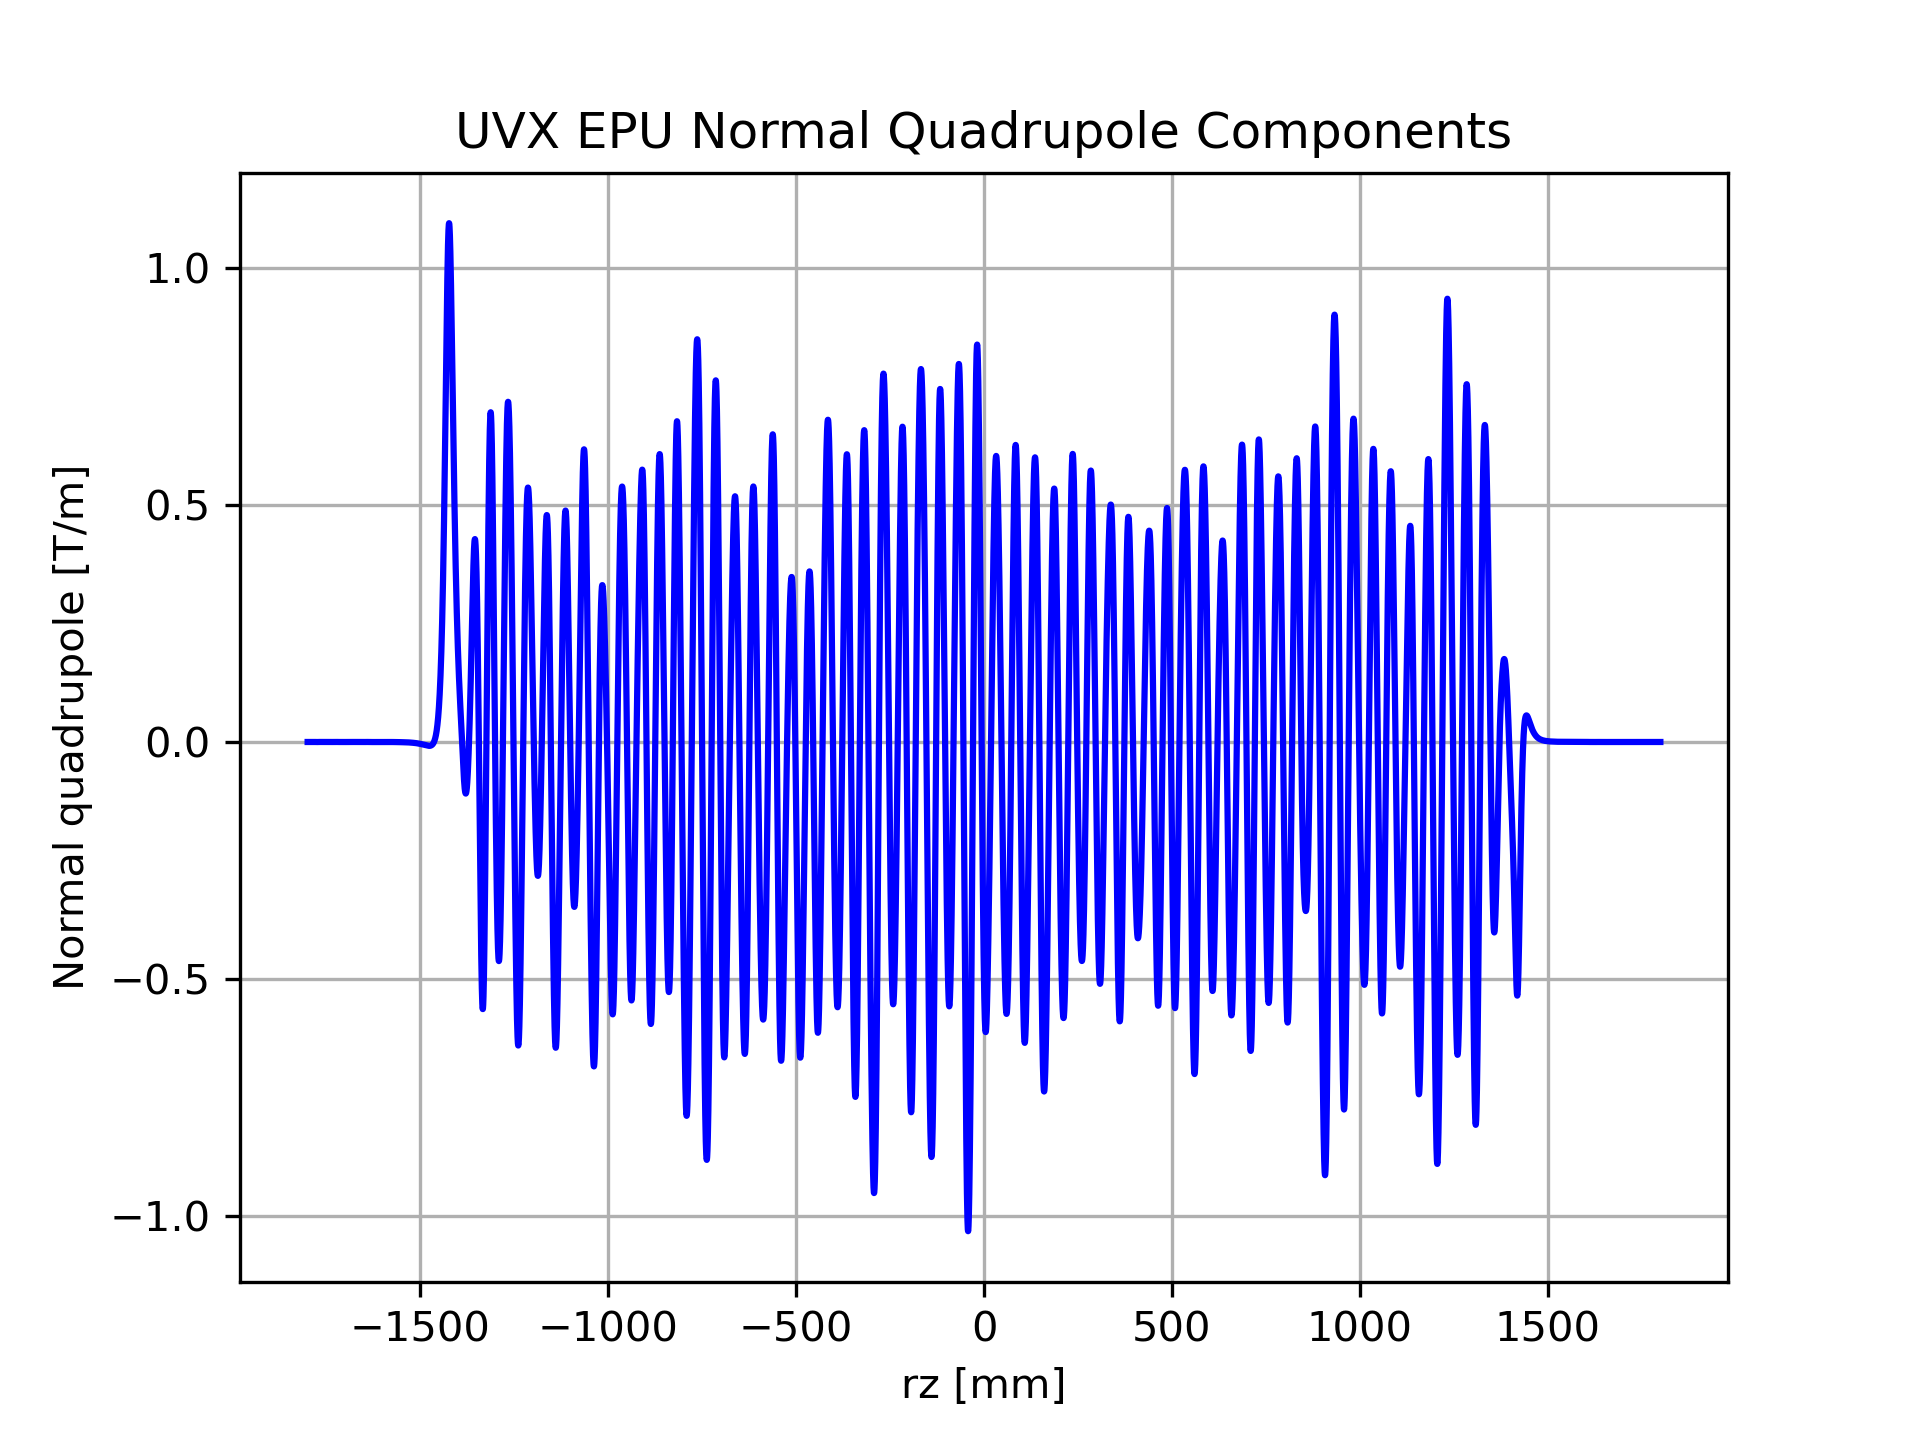 UVX EPU Normal Quadrupole Components
Normal quadrupole [T/m]
1.0
0.5
0.0
−0.5
−1.0
−1500 −1000 −500 0 500 1000 1500
rz [mm]